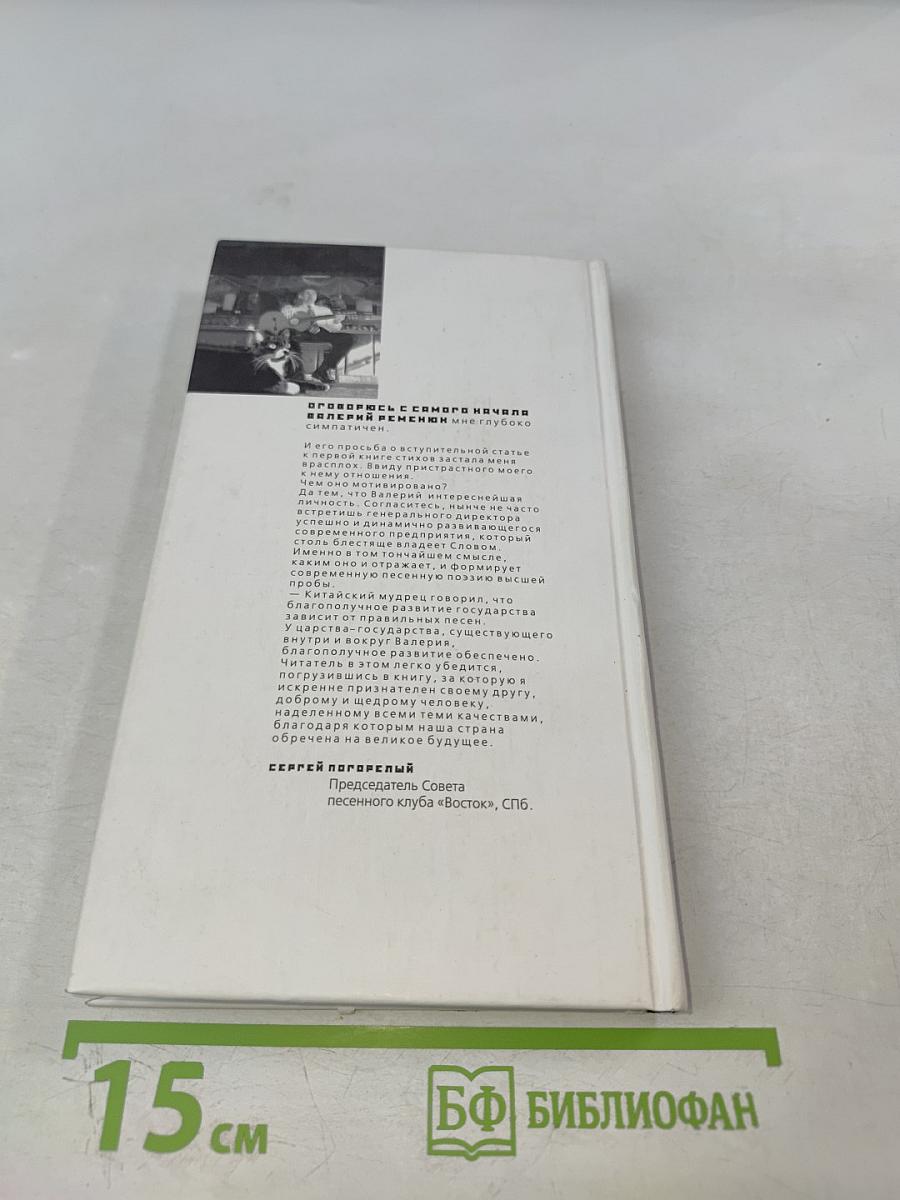 Оговорюсь с самого начала
Валерий Ременюк мне глубоко
симпатичен.
И его просьба о вступительной статье
к первой книге стихов застала меня
врасплох. Ввиду пристрастного моего
к нему отношения.
Чем оно мотивировано?
Да тем, что Валерий интереснейшая
личность. Согласитесь, нынче не часто
встретишь генерального директора
успешно и динамично развивающегося
современного предприятия, который
столь блестяще владеет Словом.
Именно в том тончайшем смысле,
каким оно и отражает, и формирует
современную песенную поэзию высшей
пробы.
— Китайский мудрец говорил, что
благополучное развитие государства
зависит от правильных песен.
У царства–государства, существующего
внутри и вокруг Валерия,
благополучное развитие обеспечено.
Читатель в этом легко убедится,
погрузившись в книгу, за которую я
искренне признателен своему другу,
доброму и щедрому человеку,
наделенному всеми теми качествами,
благодаря которым наша страна
обречена на великое будущее.
Сергей Погорелый
Председатель Совета
песенного клуба «Восток», СПб.
15 см
БФ БИБЛИОФАН